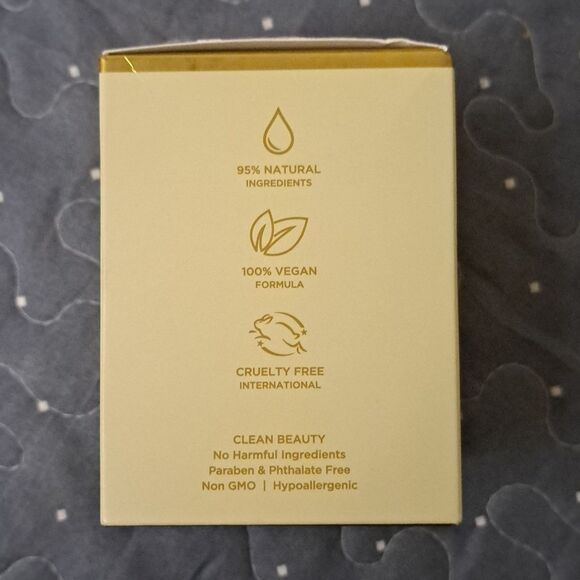 95% NATURAL
INGREDIENTS
100% VEGAN
FORMULA
CRUELTY FREE
INTERNATIONAL
CLEAN BEAUTY
No Harmful Ingredients
Paraben & Phthalate Free
Non GMO | Hypoallergenic